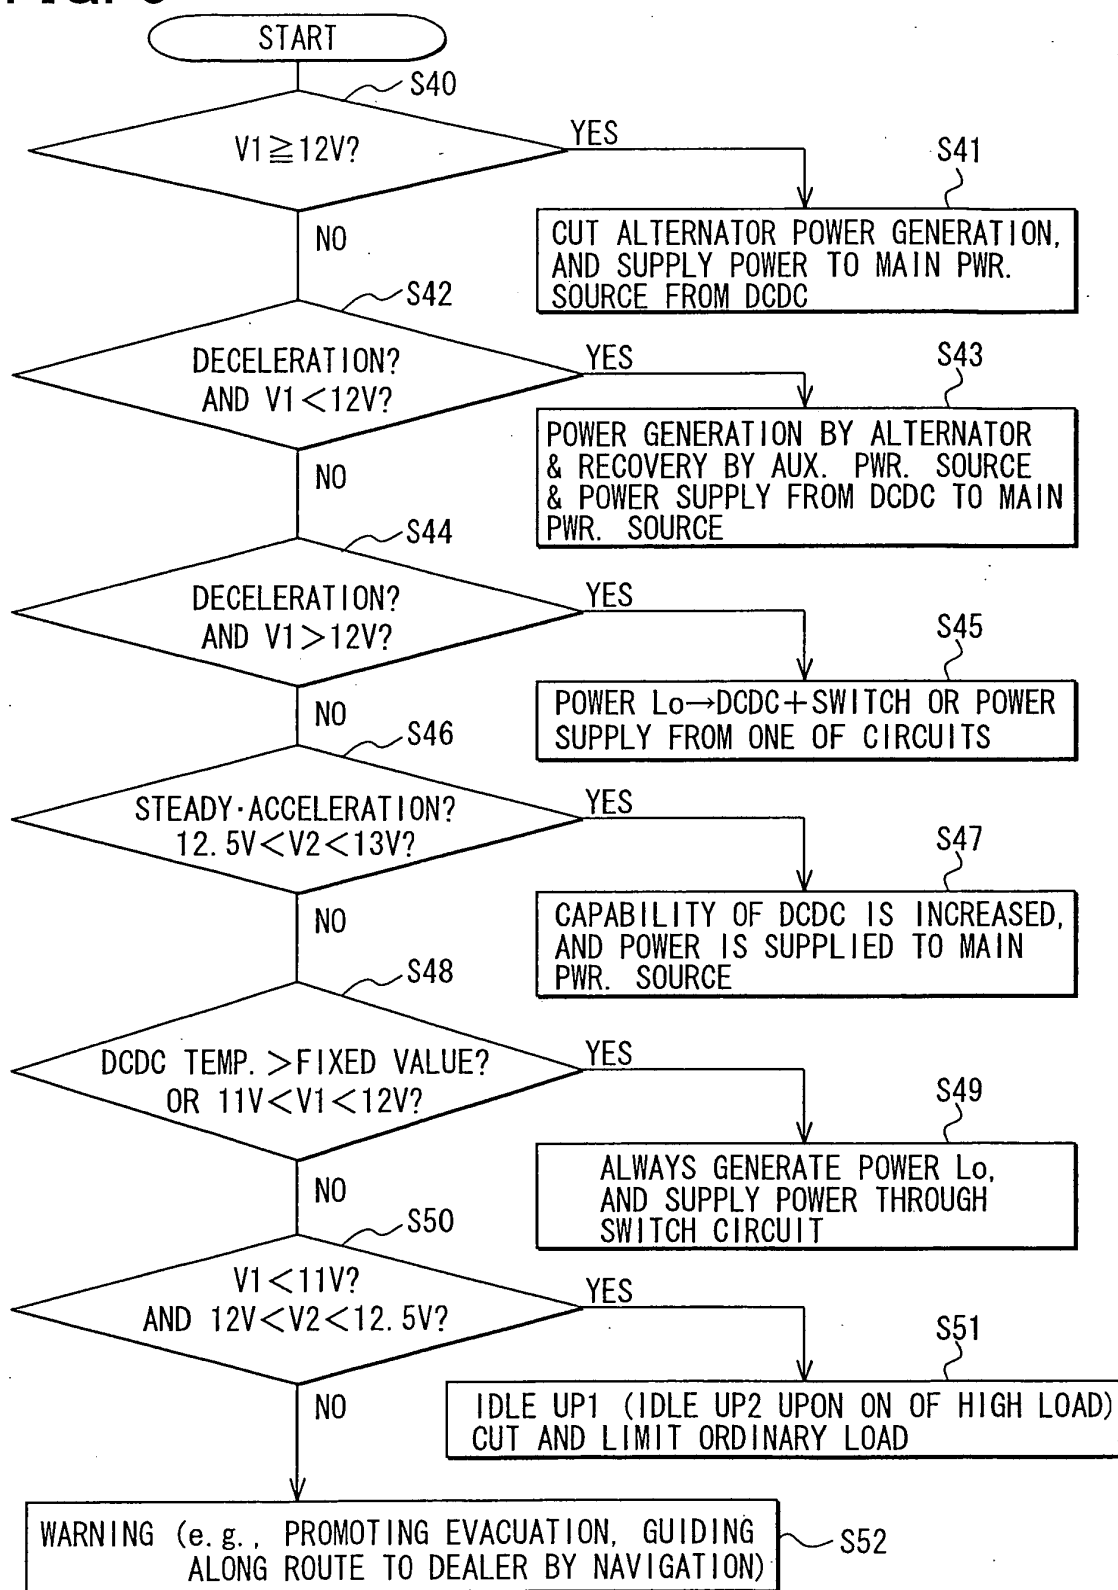 START
S40
V1≧12V?
YES
S41
CUT ALTERNATOR POWER GENERATION,
AND SUPPLY POWER TO MAIN PWR.
SOURCE FROM DCDC
NO
S42
DECELERATION?
AND V1<12V?
YES
S43
POWER GENERATION BY ALTERNATOR
& RECOVERY BY AUX. PWR. SOURCE
& POWER SUPPLY FROM DCDC TO MAIN
PWR. SOURCE
NO
S44
DECELERATION?
AND V1>12V?
YES
S45
POWER Lo→DCDC+SWITCH OR POWER
SUPPLY FROM ONE OF CIRCUITS
NO
S46
STEADY·ACCELERATION?
12.5V<V2<13V?
YES
S47
CAPABILITY OF DCDC IS INCREASED,
AND POWER IS SUPPLIED TO MAIN
PWR. SOURCE
NO
S48
DCDC TEMP.>FIXED VALUE?
OR 11V<V1<12V?
YES
S49
ALWAYS GENERATE POWER Lo,
AND SUPPLY POWER THROUGH
SWITCH CIRCUIT
NO
S50
V1<11V?
AND 12V<V2<12.5V?
YES
S51
IDLE UP1 (IDLE UP2 UPON ON OF HIGH LOAD)
CUT AND LIMIT ORDINARY LOAD
NO
WARNING (e.g., PROMOTING EVACUATION, GUIDING
ALONG ROUTE TO DEALER BY NAVIGATION)
S52